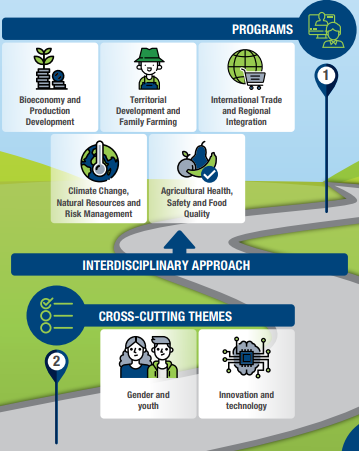 PROGRAMS
1
Bioeconomy and
Production
Development
Territorial
Development and
Family Farming
International Trade
and Regional
Integration
Climate Change,
Natural Resources and
Risk Management
Agricultural Health,
Safety and Food
Quality
INTERDISCIPLINARY APPROACH
CROSS-CUTTING THEMES
2
Gender and
youth
Innovation and
technology